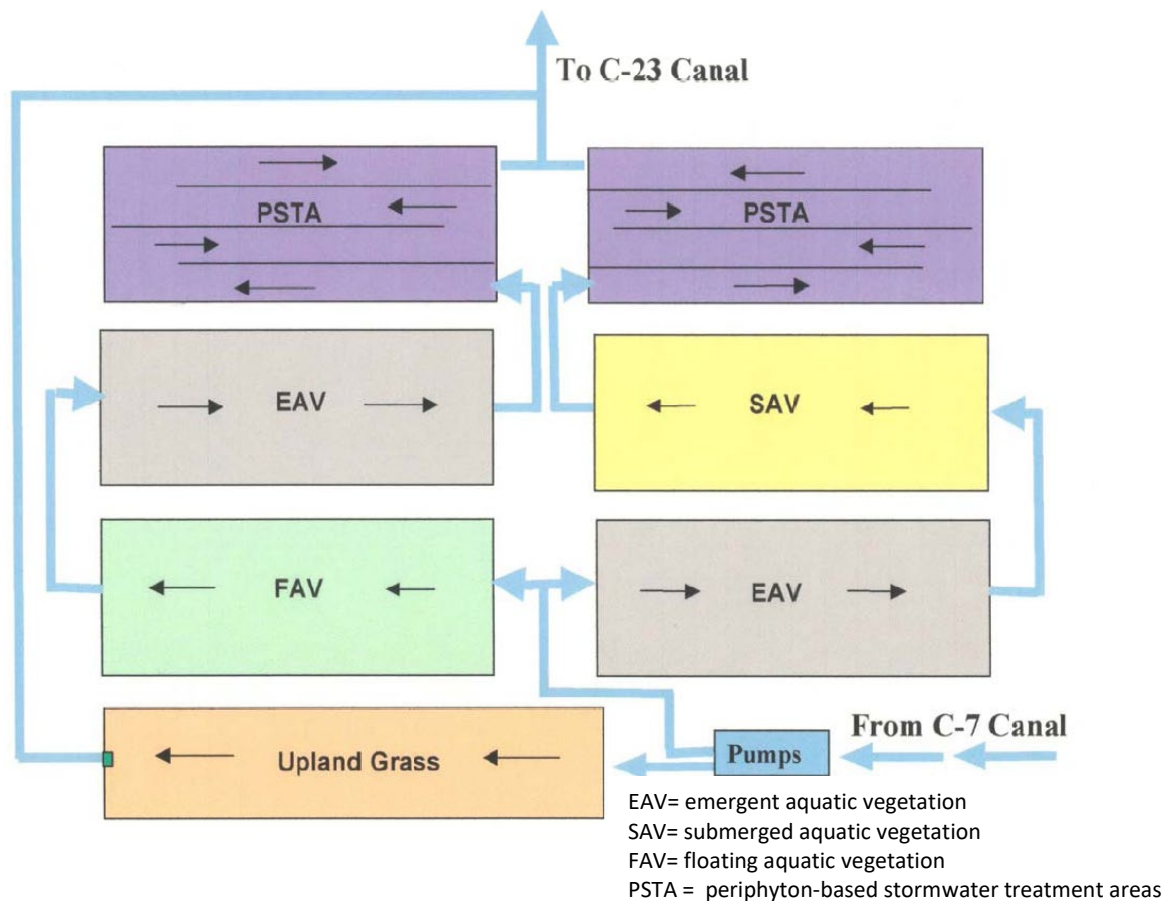 To C-23 Canal
PSTA
PSTA
EAV
SAV
FAV
EAV
From C-7 Canal
Upland Grass
Pumps
EAV= emergent aquatic vegetation
SAV= submerged aquatic vegetation
FAV= floating aquatic vegetation
PSTA = periphyton-based stormwater treatment areas